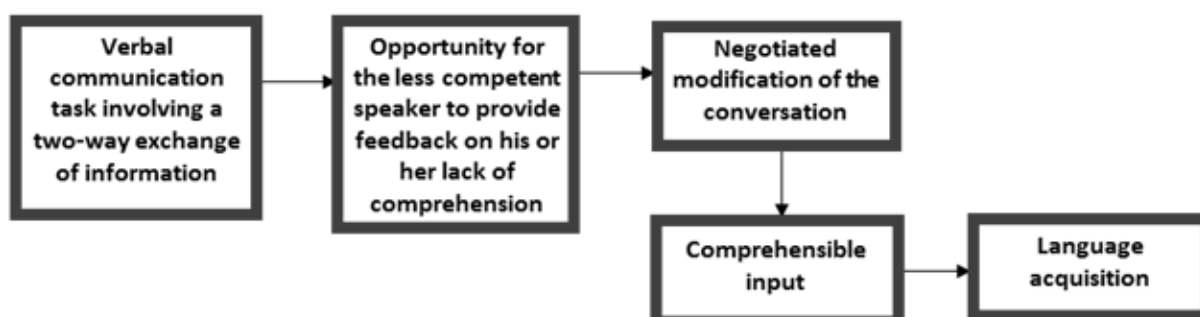 Verbal
communication
task involving a
two-way exchange
of information
Opportunity for
the less competent
speaker to provide
feedback on his or
her lack of
comprehension
Negotiated
modification of the
conversation
Comprehensible
input
Language
acquisition